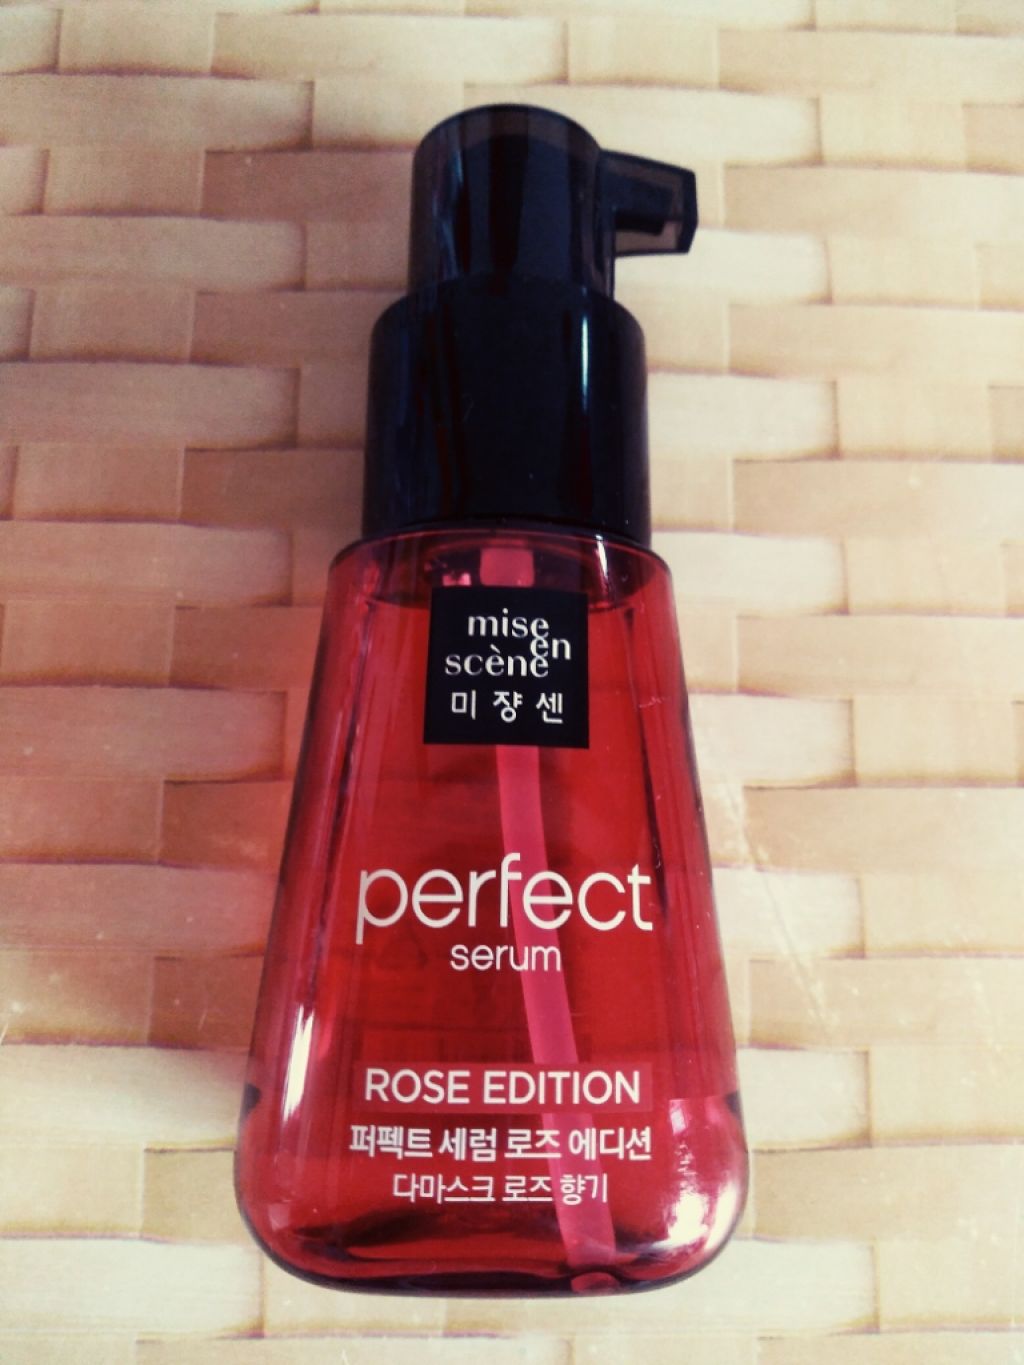 mise
en
scène
미쟝센
perfect
serum
ROSE EDITION
퍼펙트 세럼 로즈 에디션
다마스크 로즈 향기